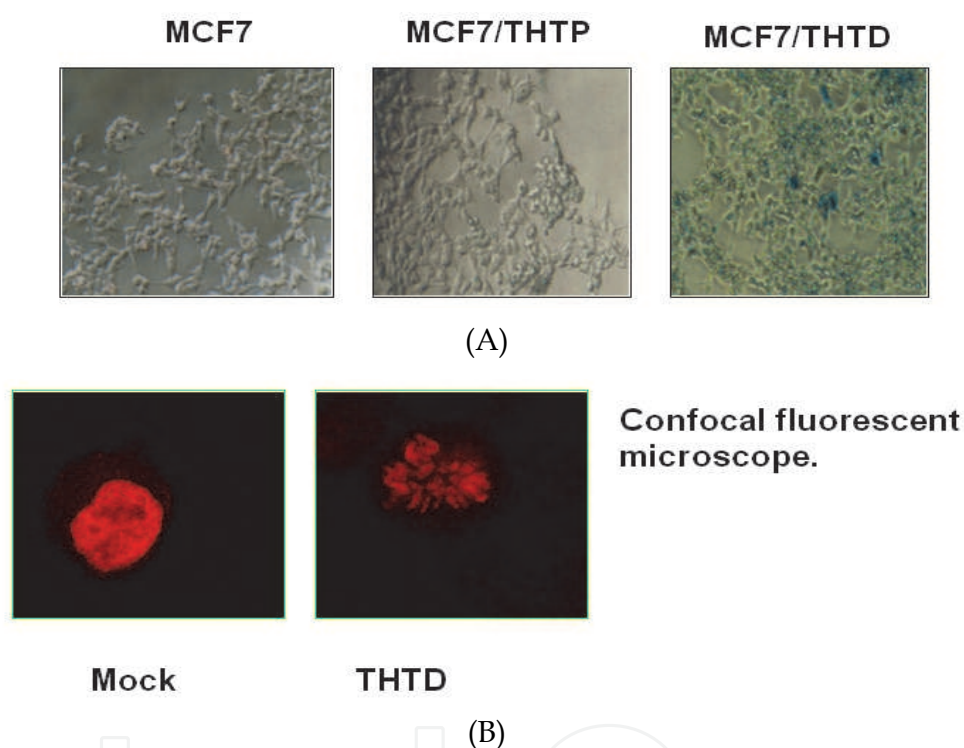 MCF7
MCF7/THTP
MCF7/THTD
(A)
Confocal fluorescent
microscope.
Mock
THTD
(B)